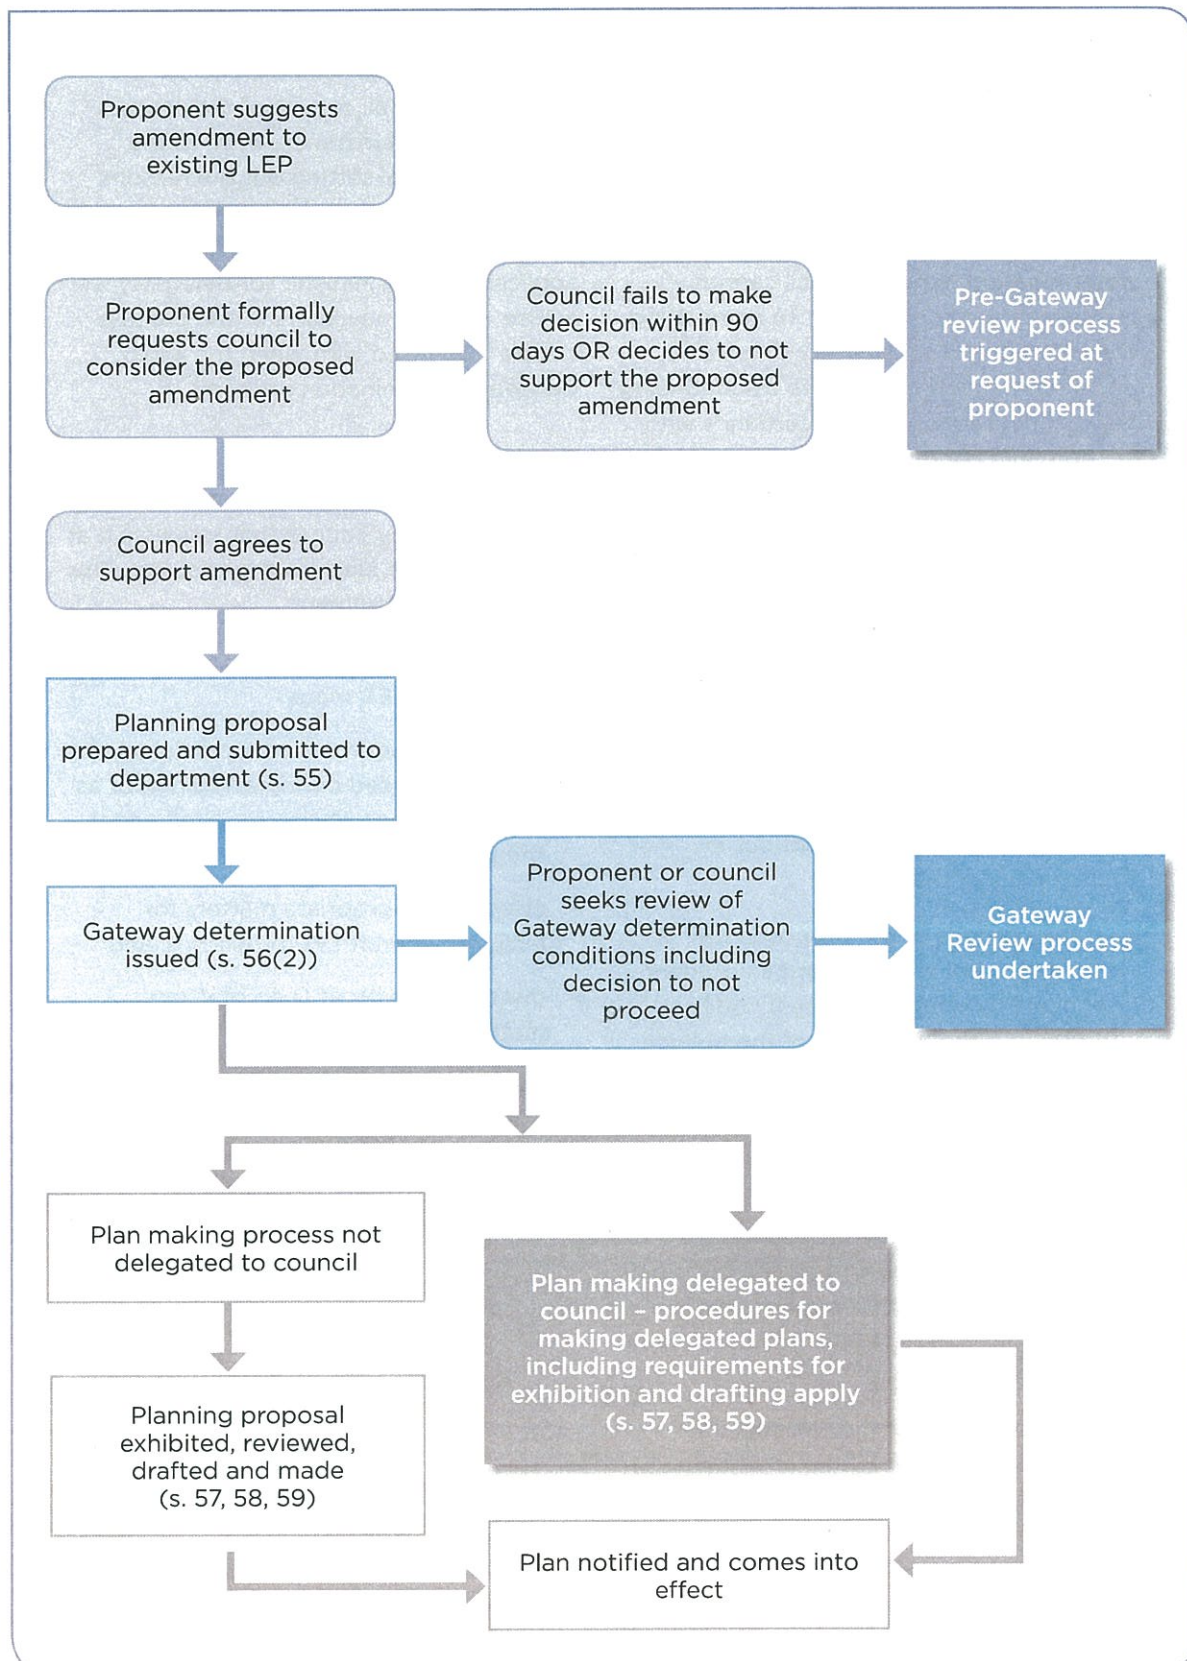 Proponent suggests
amendment to
existing LEP
Proponent formally
requests council to
consider the proposed
amendment
Council fails to make
decision within 90
days OR decides to not
support the proposed
amendment
Pre-Gateway
review process
triggered at
request of
proponent
Council agrees to
support amendment
Planning proposal
prepared and submitted to
department (s. 55)
Gateway determination
issued (s. 56(2))
Proponent or council
seeks review of
Gateway determination
conditions including
decision to not
proceed
Gateway
Review process
undertaken
Plan making process not
delegated to council
Plan making delegated to
council – procedures for
making delegated plans,
including requirements for
exhibition and drafting apply
(s. 57, 58, 59)
Planning proposal
exhibited, reviewed,
drafted and made
(s. 57, 58, 59)
Plan notified and comes into
effect